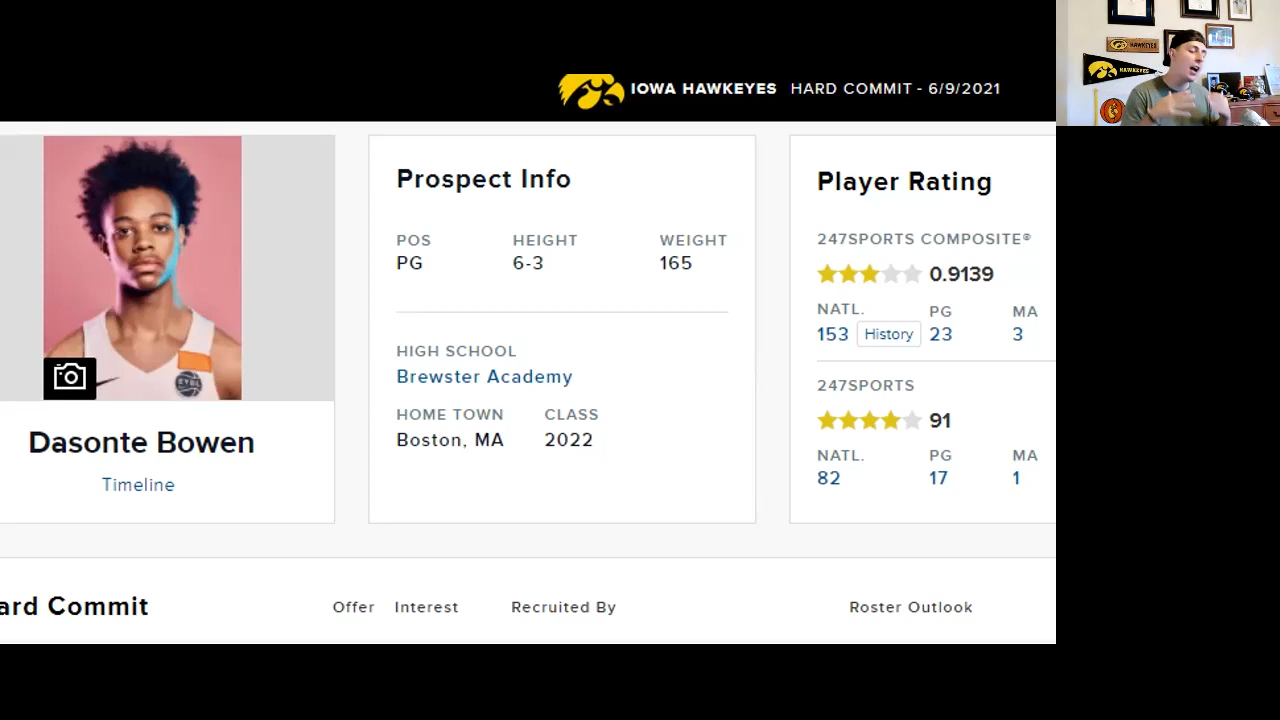 IOWA HAWKEYES HARD COMMIT - 6/9/2021
HAWKEYES
HAWKEYES
Prospect Info
POS HEIGHT WEIGHT
PG 6-3 165
HIGH SCHOOL
Brewster Academy
HOME TOWN CLASS
Boston, MA 2022
Player Rating
247SPORTS COMPOSITE®
0.9139
NATL. PG MA
153 History 23 3
247SPORTS
91
NATL. PG MA
82 17 1
EYBL
Dasonte Bowen
Timeline
ard Commit Offer Interest Recruited By Roster Outlook